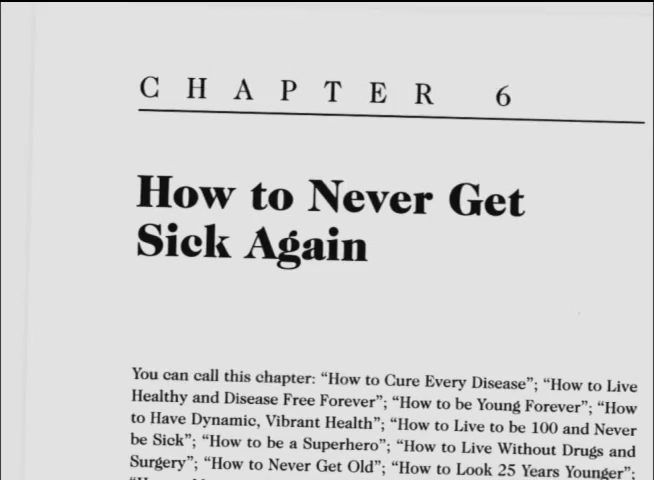 CHAPTER 6
How to Never Get
Sick Again
You can call this chapter: “How to Cure Every Disease”; “How to Live
Healthy and Disease Free Forever”; “How to be Young Forever”; “How
to Have Dynamic, Vibrant Health”; “How to Live to be 100 and Never
be Sick”; “How to be a Superhero”; “How to Live Without Drugs and
Surgery”; “How to Never Get Old”; “How to Look 25 Years Younger”;